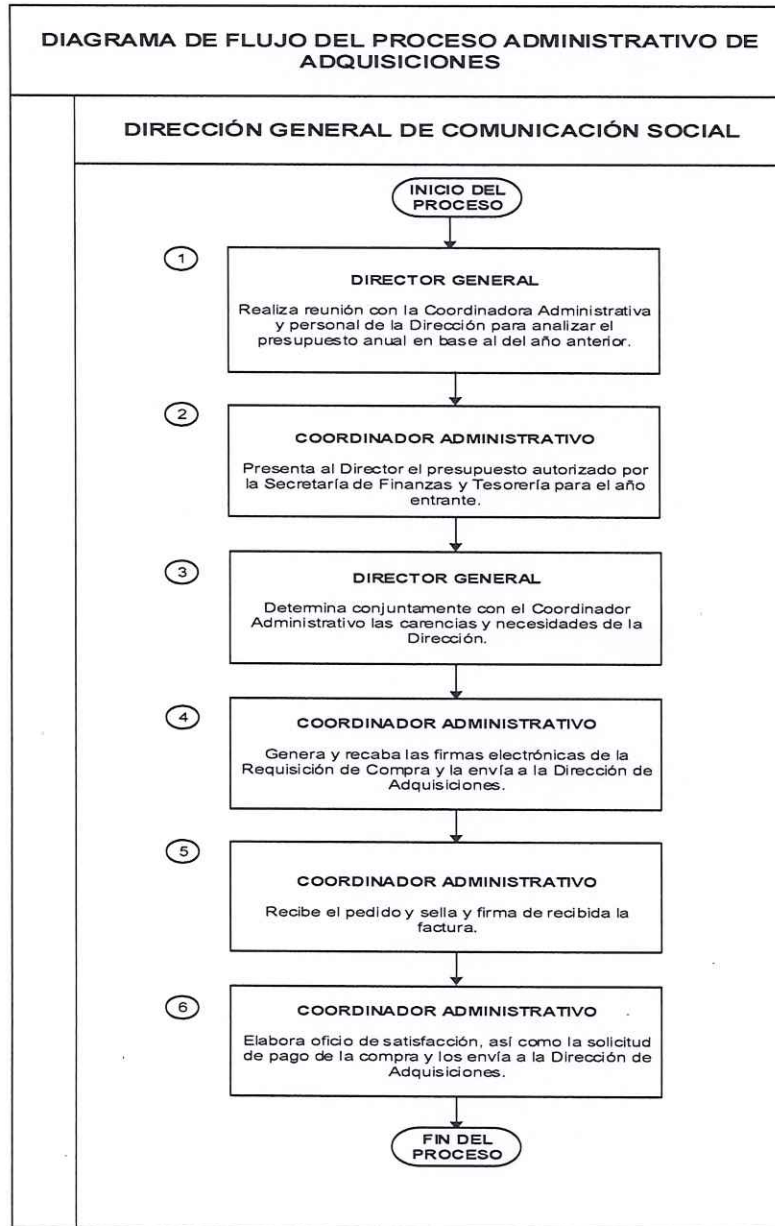 DIAGRAMA DE FLUJO DEL PROCESO ADMINISTRATIVO DE
ADQUISICIONES
DIRECCIÓN GENERAL DE COMUNICACIÓN SOCIAL
INICIO DEL
PROCESO
1
DIRECTOR GENERAL
Realiza reunión con la Coordinadora Administrativa
y personal de la Dirección para analizar el
presupuesto anual en base al del año anterior.
2
COORDINADOR ADMINISTRATIVO
Presenta al Director el presupuesto autorizado por
la Secretaría de Finanzas y Tesorería para el año
entrante.
3
DIRECTOR GENERAL
Determina conjuntamente con el Coordinador
Administrativo las carencias y necesidades de la
Dirección.
4
COORDINADOR ADMINISTRATIVO
Genera y recaba las firmas electrónicas de la
Requisición de Compra y la envía a la Dirección de
Adquisiciones.
5
COORDINADOR ADMINISTRATIVO
Recibe el pedido y sella y firma de recibida la
factura.
6
COORDINADOR ADMINISTRATIVO
Elabora oficio de satisfacción, así como la solicitud
de pago de la compra y los envía a la Dirección de
Adquisiciones.
FIN DEL
PROCESO